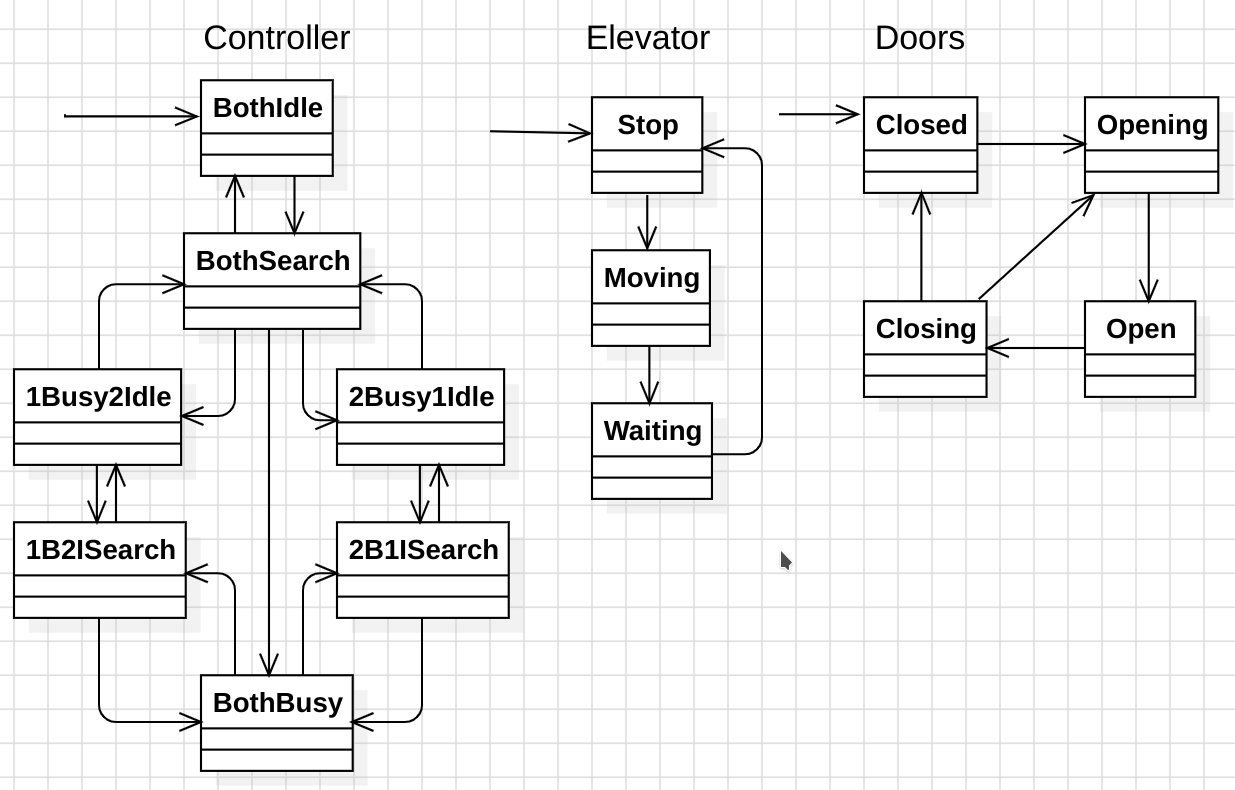 Controller
Elevator
Doors
BothIdle
Stop
Closed
Opening
BothSearch
Moving
Closing
Open
1Busy2Idle
2Busy1Idle
Waiting
1B2ISearch
2B1ISearch
BothBusy